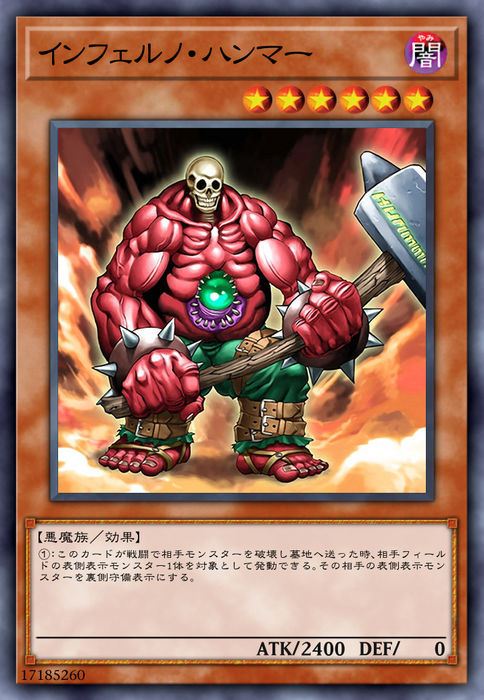 インフェルノ・ハンマー
やみ
闇
【悪魔族／効果】
①：このカードが戦闘で相手モンスターを破壊し墓地へ送った時、相手フィール
ドの表側表示モンスター1体を対象として発動できる。その相手の表側表示モン
スターを裏側守備表示にする。
ATK/2400 DEF/ 0
17185260